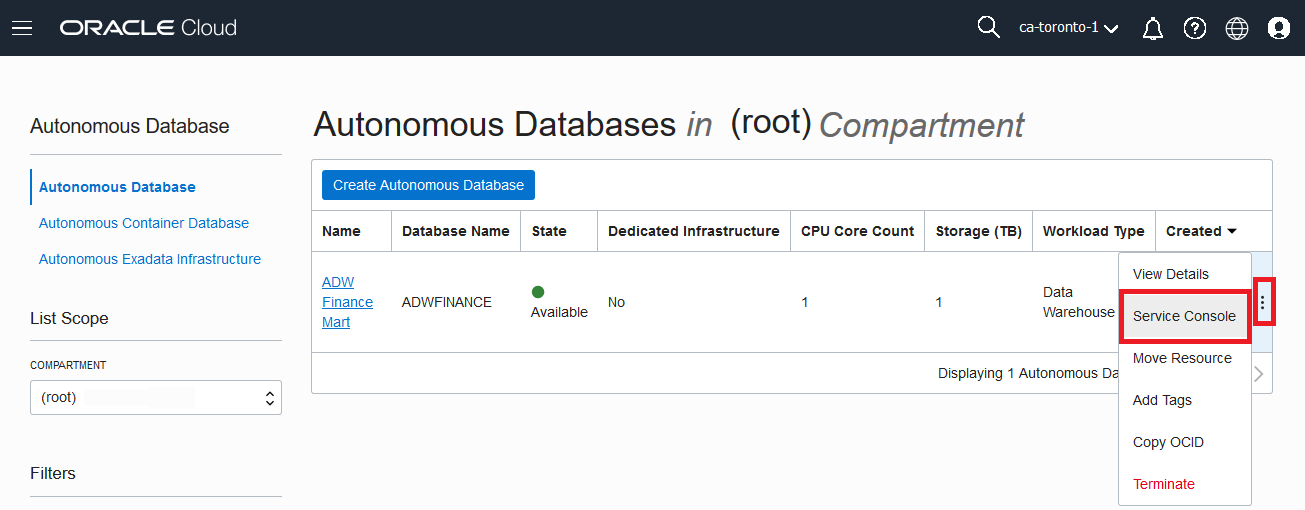 ORACLE Cloud
ca-toronto-1
Autonomous Database
Autonomous Database
Autonomous Container Database
Autonomous Exadata Infrastructure
List Scope
COMPARTMENT
(root)
Filters
Autonomous Databases in (root) Compartment
Create Autonomous Database
Name Database Name State Dedicated Infrastructure CPU Core Count Storage (TB) Workload Type Created
ADW
Finance
Mart
ADWFINANCE
Available
No
1
1
Data
Warehouse
Displaying 1 Autonomous Da
View Details
Service Console
Move Resource
Add Tags
Copy OCID
Terminate